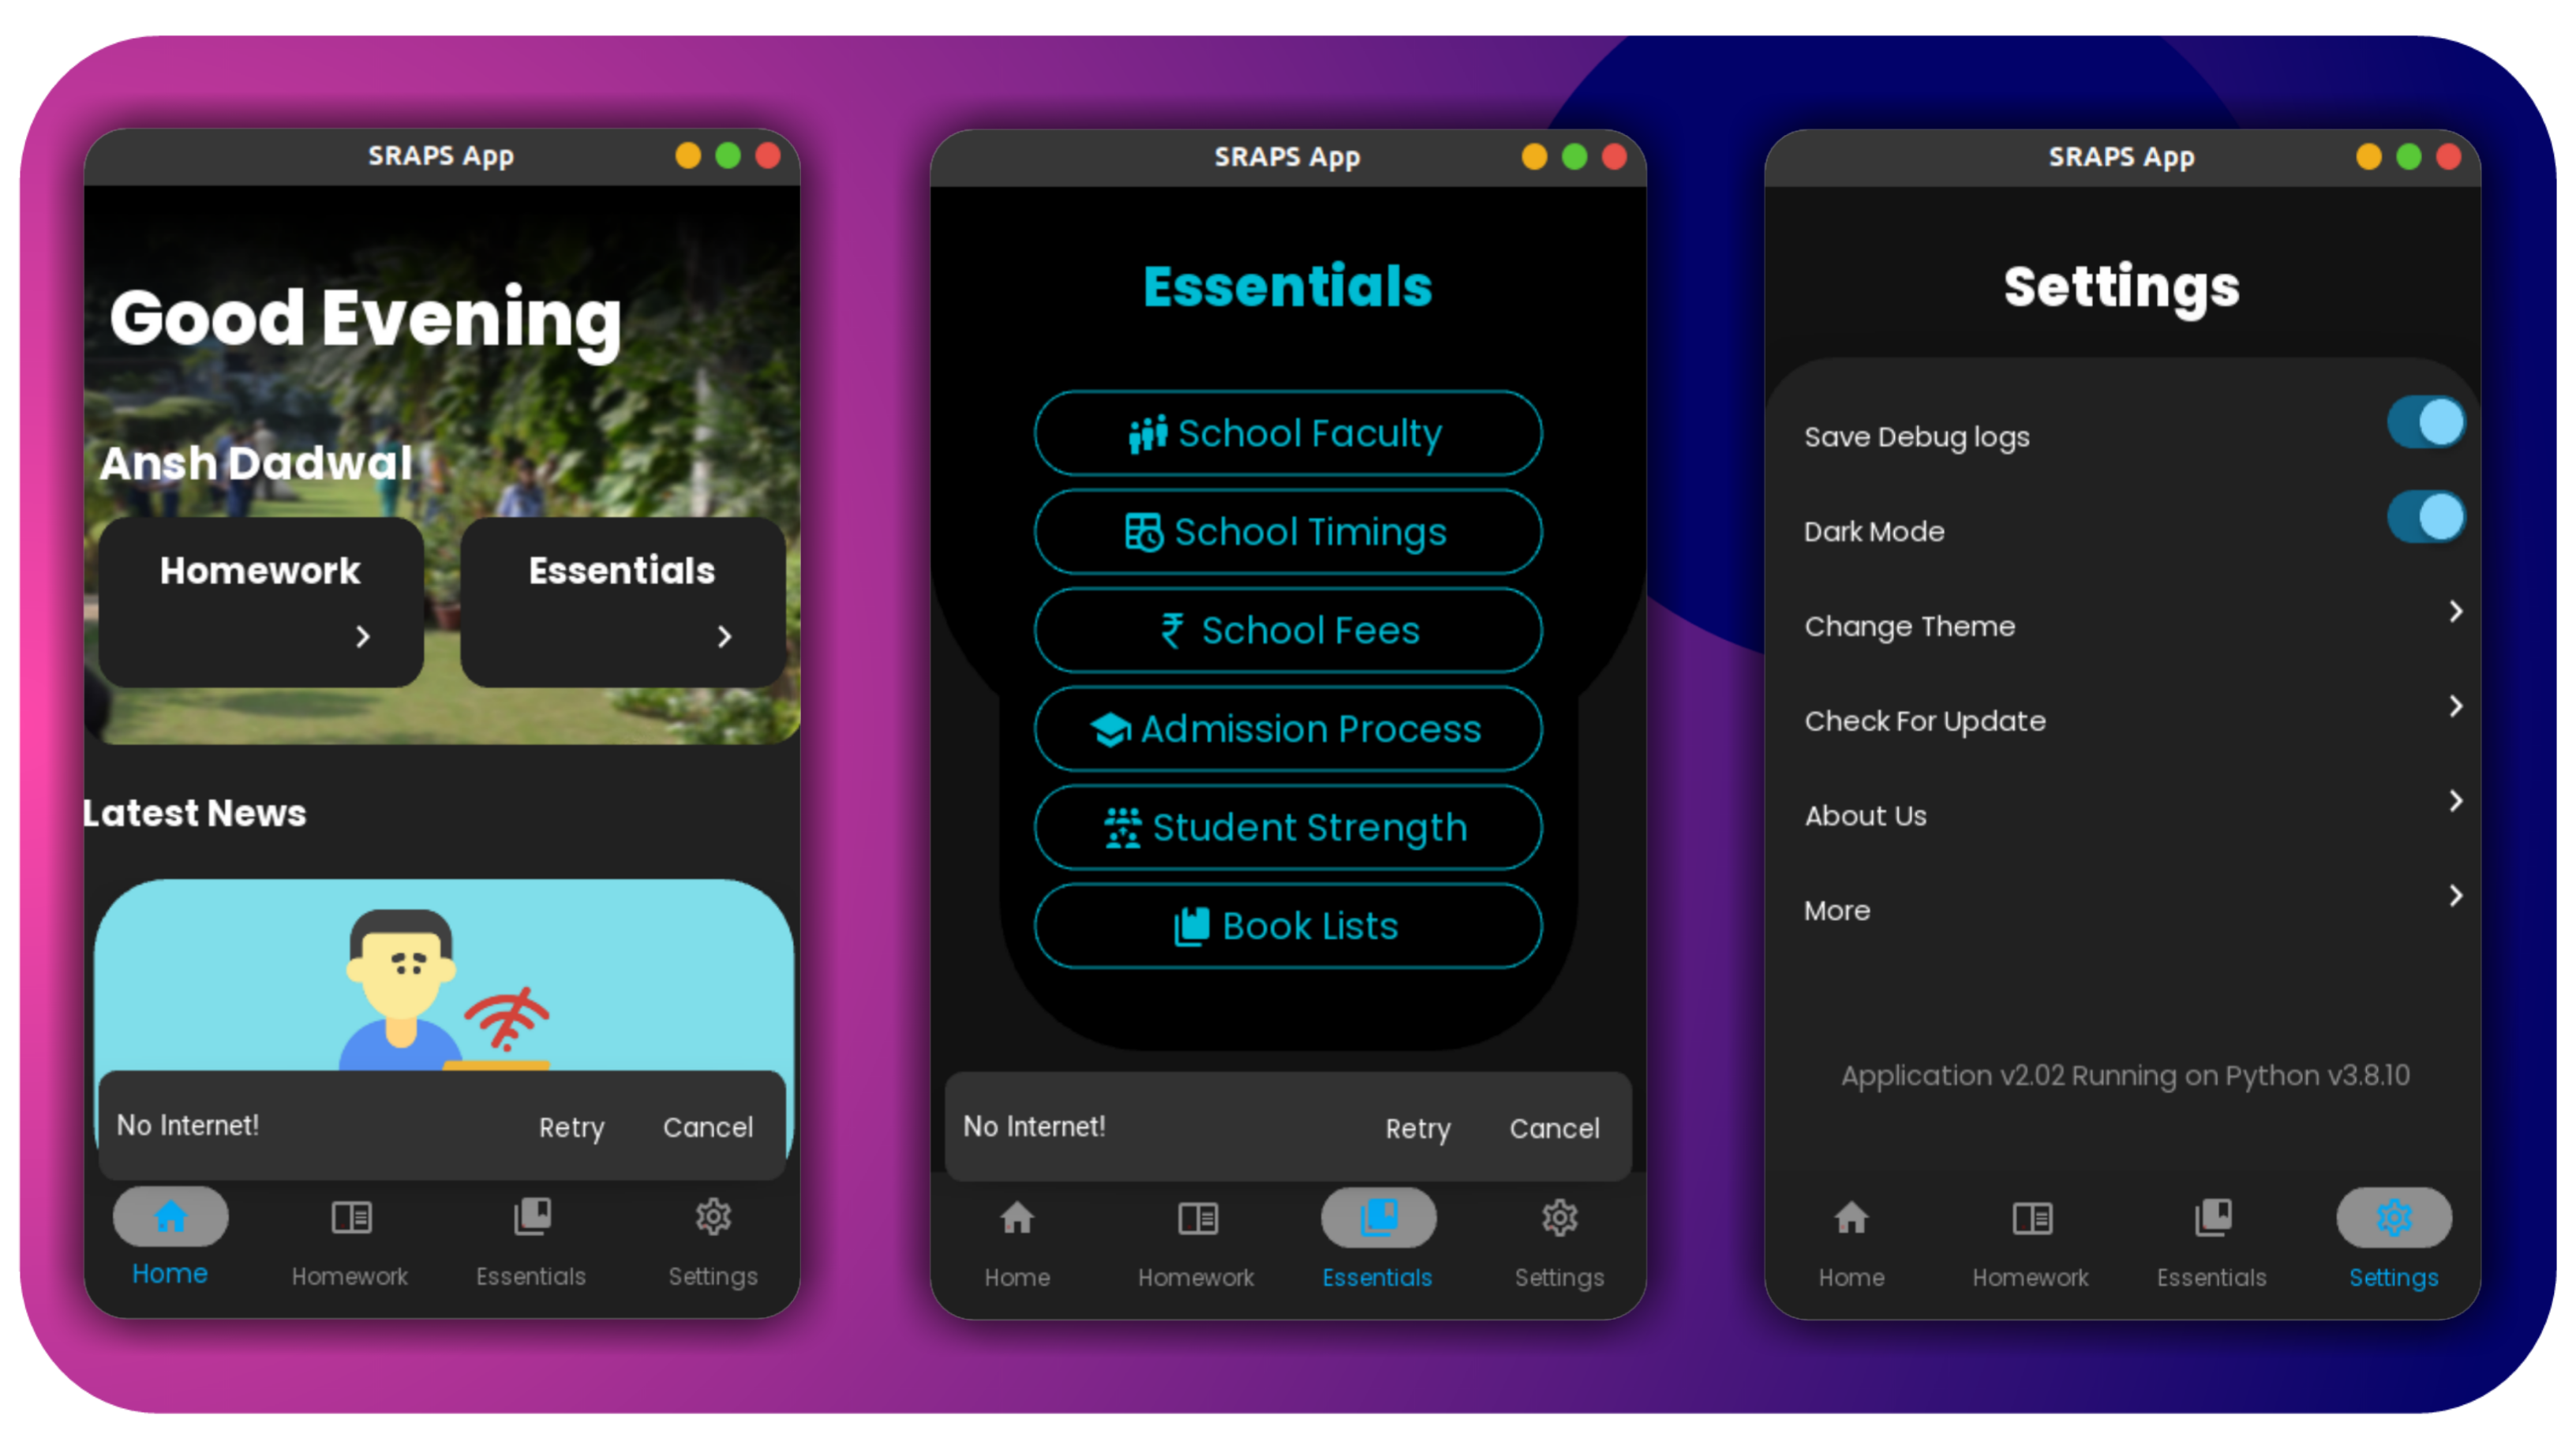 SRAPS App
Good Evening
Ansh Dadwal
Homework
Essentials
Latest News
No Internet!
Retry
Cancel
Home
Homework
Essentials
Settings
SRAPS App
Essentials
School Faculty
School Timings
₹ School Fees
Admission Process
Student Strength
Book Lists
No Internet!
Retry
Cancel
Home
Homework
Essentials
Settings
SRAPS App
Settings
Save Debug logs
Dark Mode
Change Theme
Check For Update
About Us
More
Application v2.02 Running on Python v3.8.10
Home
Homework
Essentials
Settings